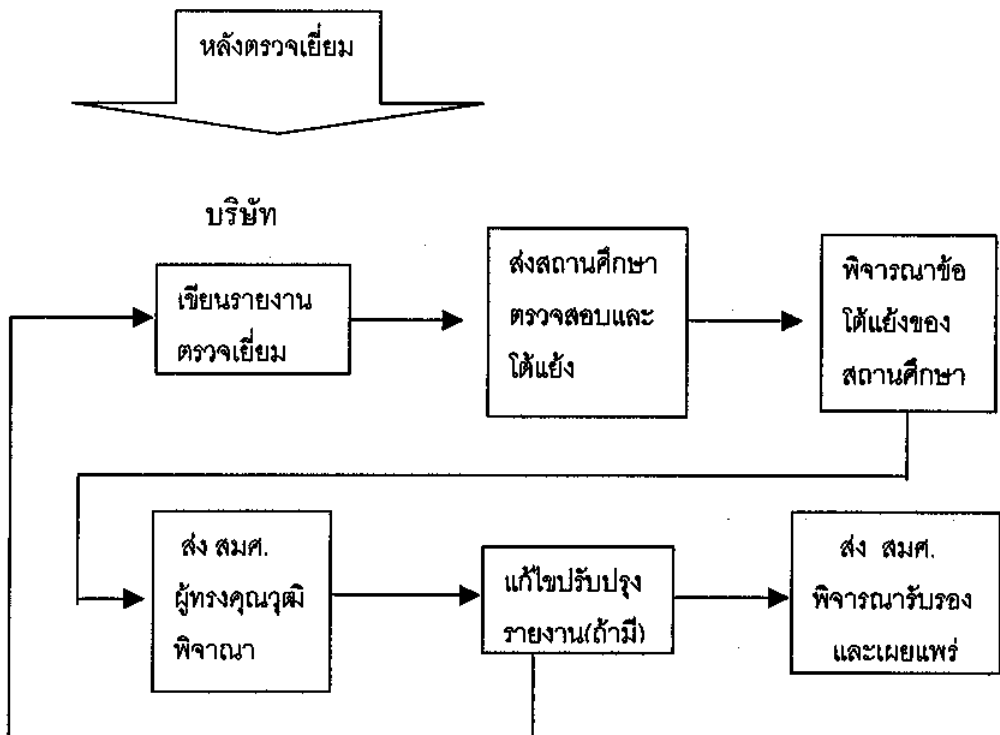 หลังตรวจเยี่ยม
บริษัท
เขียนรายงาน
ตรวจเยี่ยม
ส่งสถานศึกษา
ตรวจสอบและ
โต้แย้ง
พิจารณาข้อ
โต้แย้งของ
สถานศึกษา
ส่ง สมศ.
ผู้ทรงคุณวุฒิ
พิจาณา
แก้ไขปรับปรุง
รายงาน(ถ้ามี)
ส่ง สมศ.
พิจารณารับรอง
และเผยแพร่